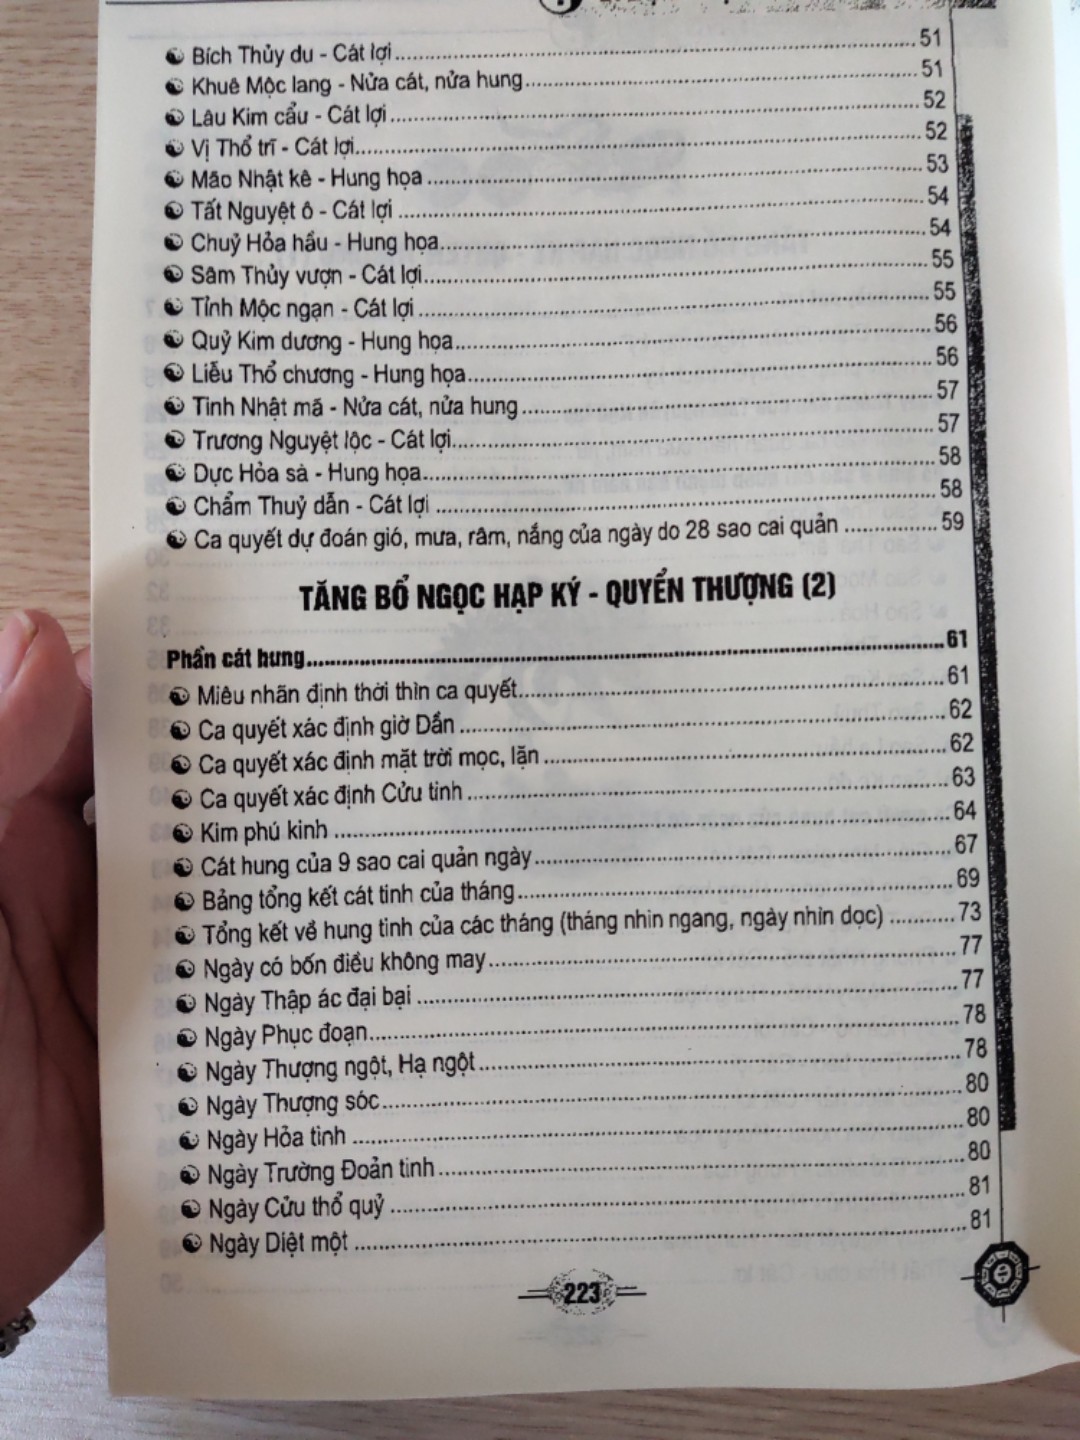 Bích Thủy du - Cát lợi 51
Khuê Mộc lang - Nửa cát, nửa hung 51
Lâu Kim cẩu - Cát lợi 52
Vị Thổ trĩ - Cát lợi 52
Mão Nhật kê - Hung họa 53
Tất Nguyệt ô - Cát lợi 54
Chuỷ Hỏa hầu - Hung họa 54
Sâm Thủy vượn - Cát lợi 55
Tỉnh Mộc ngạn - Cát lợi 55
Quỷ Kim dương - Hung họa 56
Liễu Thổ chương - Hung họa 56
Tinh Nhật mã - Nửa cát, nửa hung 57
Trương Nguyệt lộc - Cát lợi 57
Dực Hỏa sà - Hung họa 58
Chẩm Thuỷ dẫn - Cát lợi 58
Ca quyết dự đoán gió, mưa, râm, nắng của ngày do 28 sao cai quản 59
TĂNG BỔ NGỌC HẠP KÝ - QUYỂN THƯỢNG (2)
Phần cát hung 61
Miêu nhãn định thời thìn ca quyết 61
Ca quyết xác định giờ Dần 62
Ca quyết xác định mặt trời mọc, lặn 62
Ca quyết xác định Cửu tinh 63
Kim phú kinh 64
Cát hung của 9 sao cai quản ngày 67
Bảng tổng kết cát tinh của tháng 69
Tổng kết về hung tinh của các tháng (tháng nhìn ngang, ngày nhìn dọc) 73
Ngày có bốn điều không may 77
Ngày Thập ác đại bại 77
Ngày Phục đoạn 78
Ngày Thượng ngột, Hạ ngột 78
Ngày Thượng sóc 80
Ngày Hỏa tinh 80
Ngày Trường Đoản tinh 80
Ngày Cửu thổ quỷ 81
Ngày Diệt một 81
223